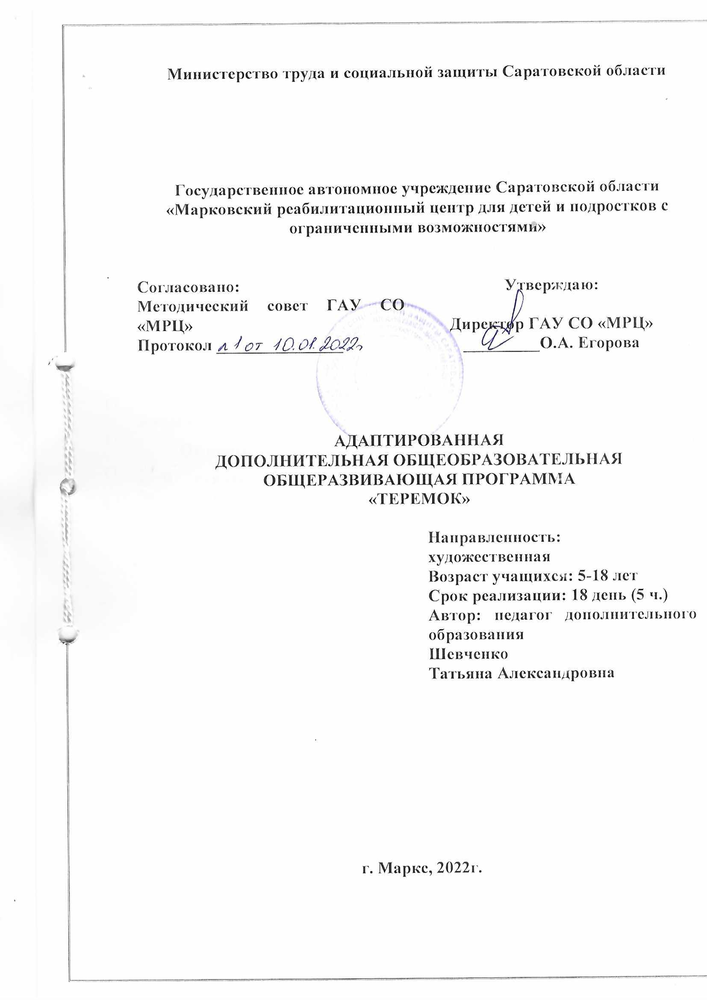 Министерство труда и социальной защиты Саратовской области
Государственное автономное учреждение Саратовской области
«Марковский реабилитационный центр для детей и подростков с
ограниченными возможностями»
Согласовано:
Методический совет ГАУ СО
«МРЦ»
Протокол 1 от 10.01.2022г
Утверждаю:
Директор ГАУ СО «МРЦ»
О.А. Егорова
АДАПТИРОВАННАЯ
ДОПОЛНИТЕЛЬНАЯ ОБЩЕОБРАЗОВАТЕЛЬНАЯ
ОБЩЕРАЗВИВАЮЩАЯ ПРОГРАММА
«ТЕРЕМОК»
Направленность:
художественная
Возраст учащихся: 5-18 лет
Срок реализации: 18 день (5 ч.)
Автор: педагог дополнительного
образования
Шевченко
Татьяна Александровна
г. Маркс, 2022г.